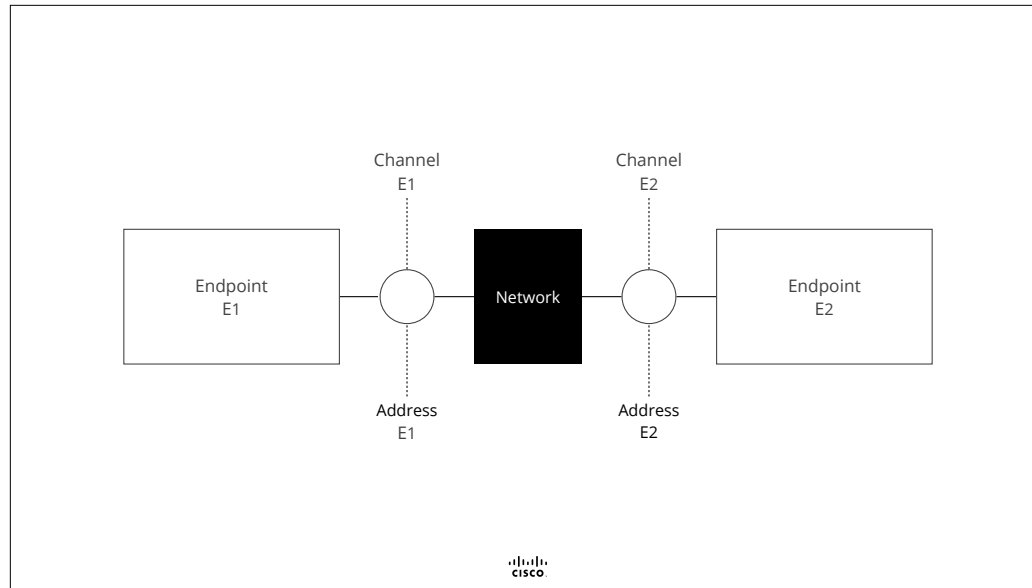 Channel
E1
Channel
E2
Endpoint
E1
Network
Endpoint
E2
Address
E1
Address
E2
CISCO